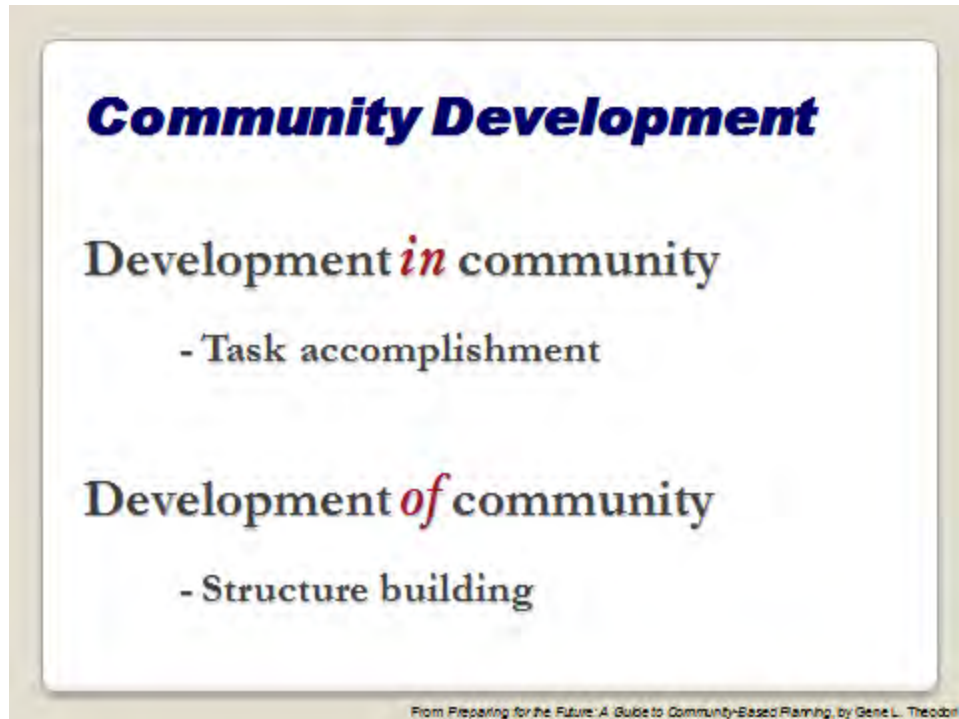 Community Development
Development in community
- Task accomplishment
Development of community
- Structure building
From Preparing for the Future: A Guide to Community-Based Planning, by Gene L. Theodori